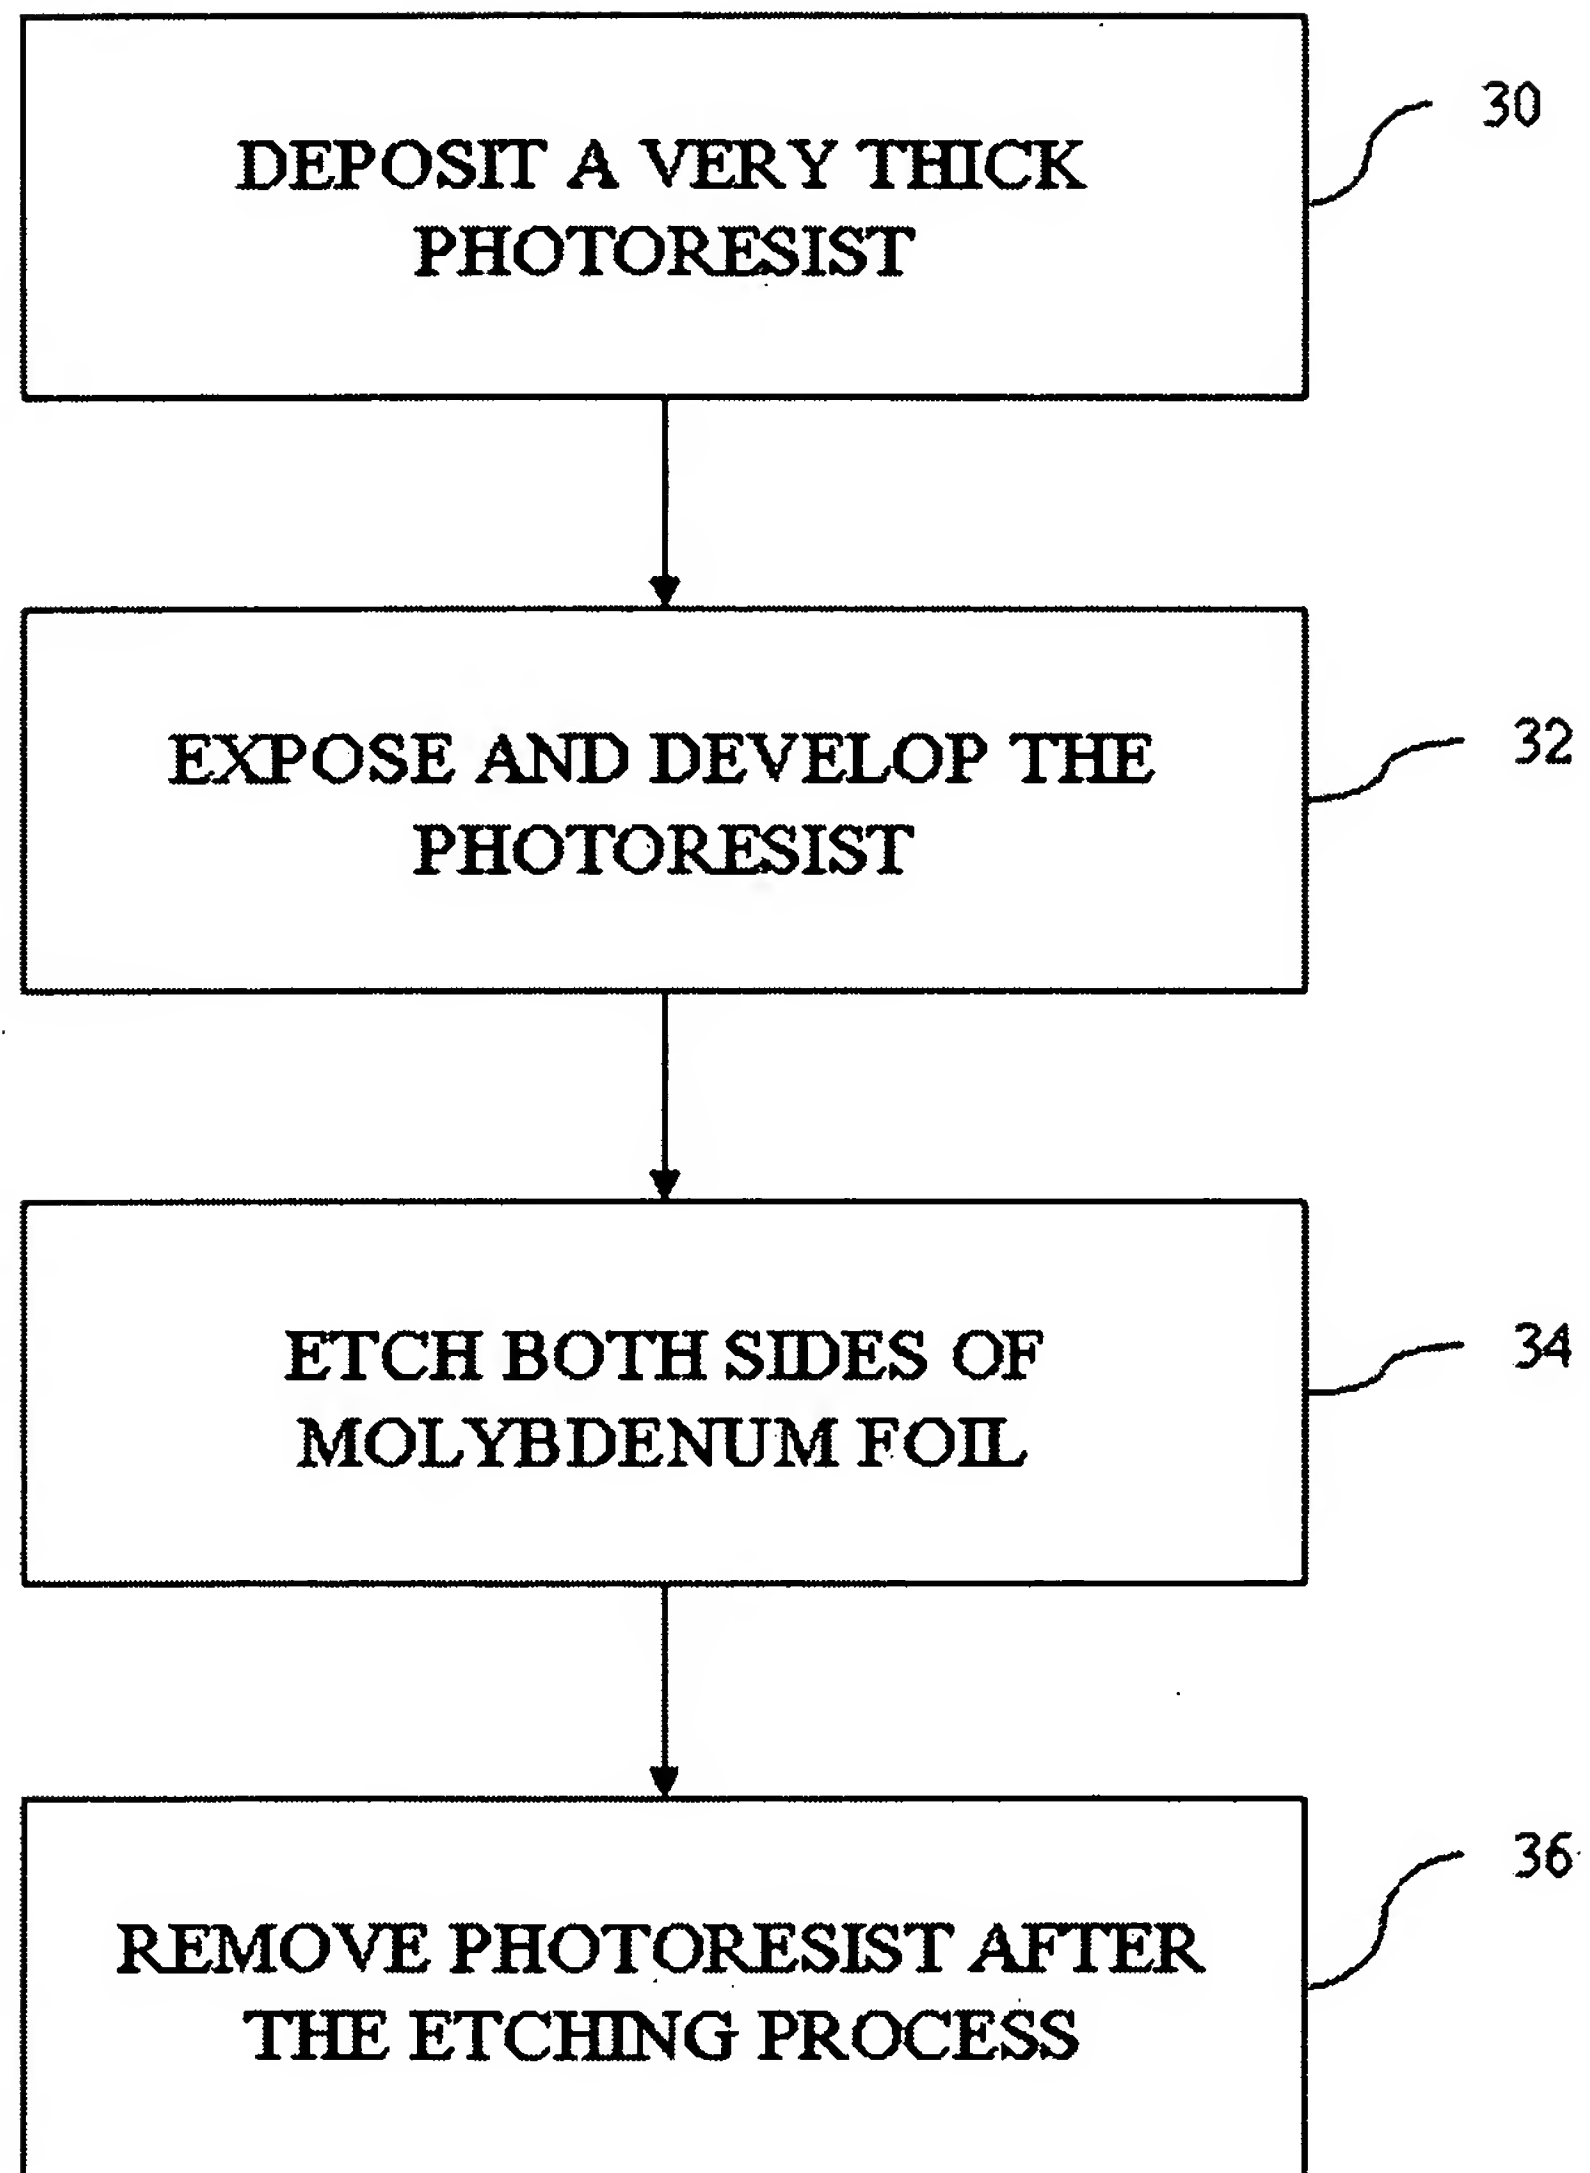 DEPOSIT A VERY THICK
PHOTORESIST
30
EXPOSE AND DEVELOP THE
PHOTORESIST
32
ETCH BOTH SIDES OF
MOLYBDENUM FOIL
34
REMOVE PHOTORESIST AFTER
THE ETCHING PROCESS
36